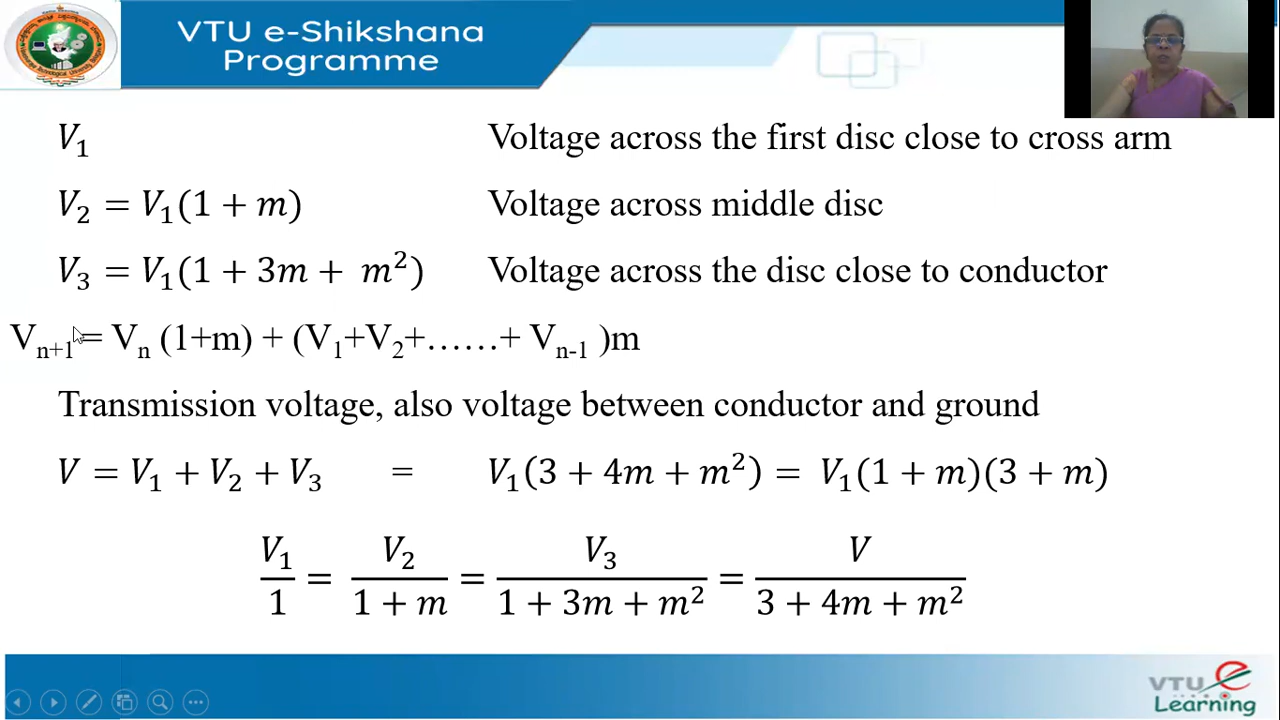 VTU e-Shikshana
Programme
V₁ Voltage across the first disc close to cross arm
V₂ = V₁(1 + m) Voltage across middle disc
V₃ = V₁(1 + 3m + m²) Voltage across the disc close to conductor
Vₙ₊₁ = Vₙ (1+m) + (V₁+V₂+……+ Vₙ₋₁ )m
Transmission voltage, also voltage between conductor and ground
V = V₁ + V₂ + V₃ = V₁(3 + 4m + m²) = V₁(1 + m)(3 + m)
V₁/1 = V₂/(1 + m) = V₃/(1 + 3m + m²) = V/(3 + 4m + m²)
VTU e
Learning